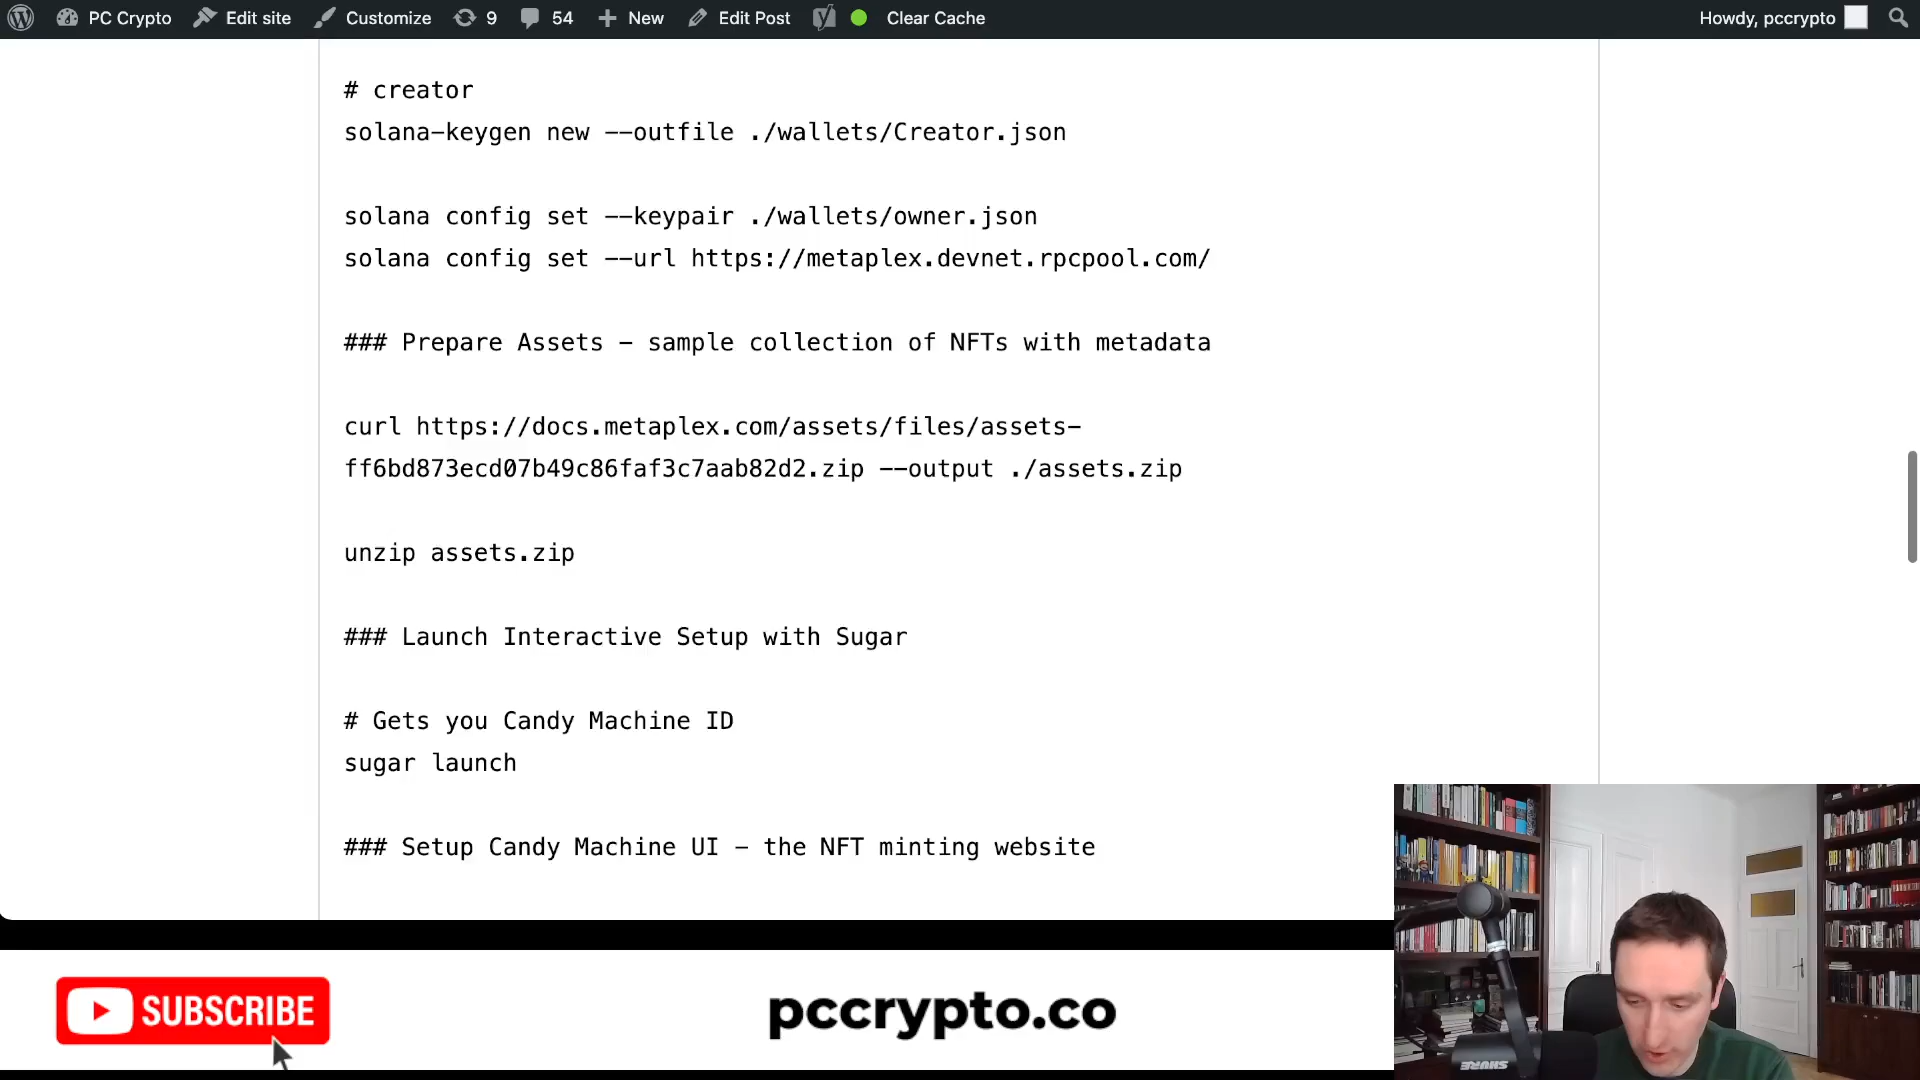 PC Crypto Edit site Customize 9 54 New Edit Post Clear Cache Howdy, pccrypto
# creator
solana-keygen new --outfile ./wallets/Creator.json
solana config set --keypair ./wallets/owner.json
solana config set --url https://metaplex.devnet.rpcpool.com/
### Prepare Assets – sample collection of NFTs with metadata
curl https://docs.metaplex.com/assets/files/assets-
ff6bd873ecd07b49c86faf3c7aab82d2.zip --output ./assets.zip
unzip assets.zip
### Launch Interactive Setup with Sugar
# Gets you Candy Machine ID
sugar launch
### Setup Candy Machine UI – the NFT minting website
SUBSCRIBE
pccrypto.co
SHURE